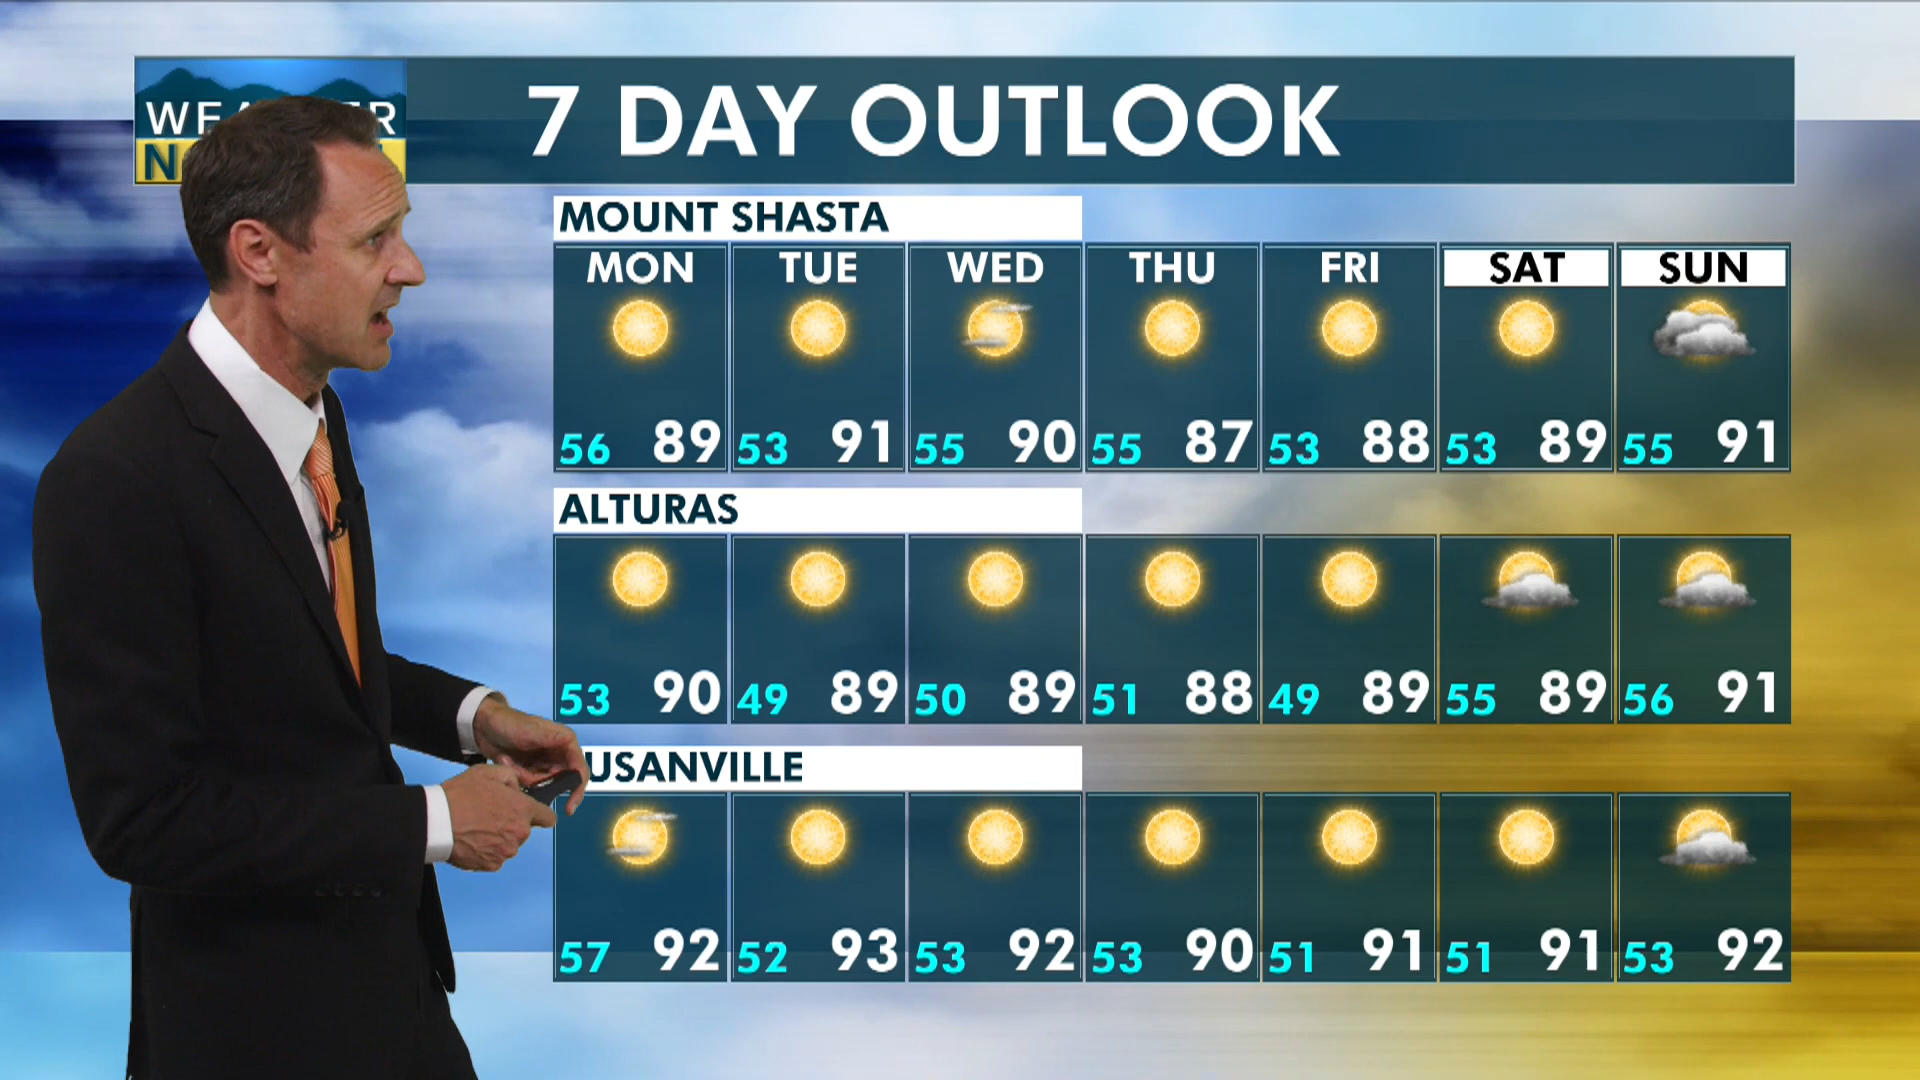 7 DAY OUTLOOK
MOUNT SHASTA
MON TUE WED THU FRI SAT SUN
56 89 53 91 55 90 55 87 53 88 53 89 55 91
ALTURAS
53 90 49 89 50 89 51 88 49 89 55 89 56 91
USANVILLE
57 92 52 93 53 92 53 90 51 91 51 91 53 92